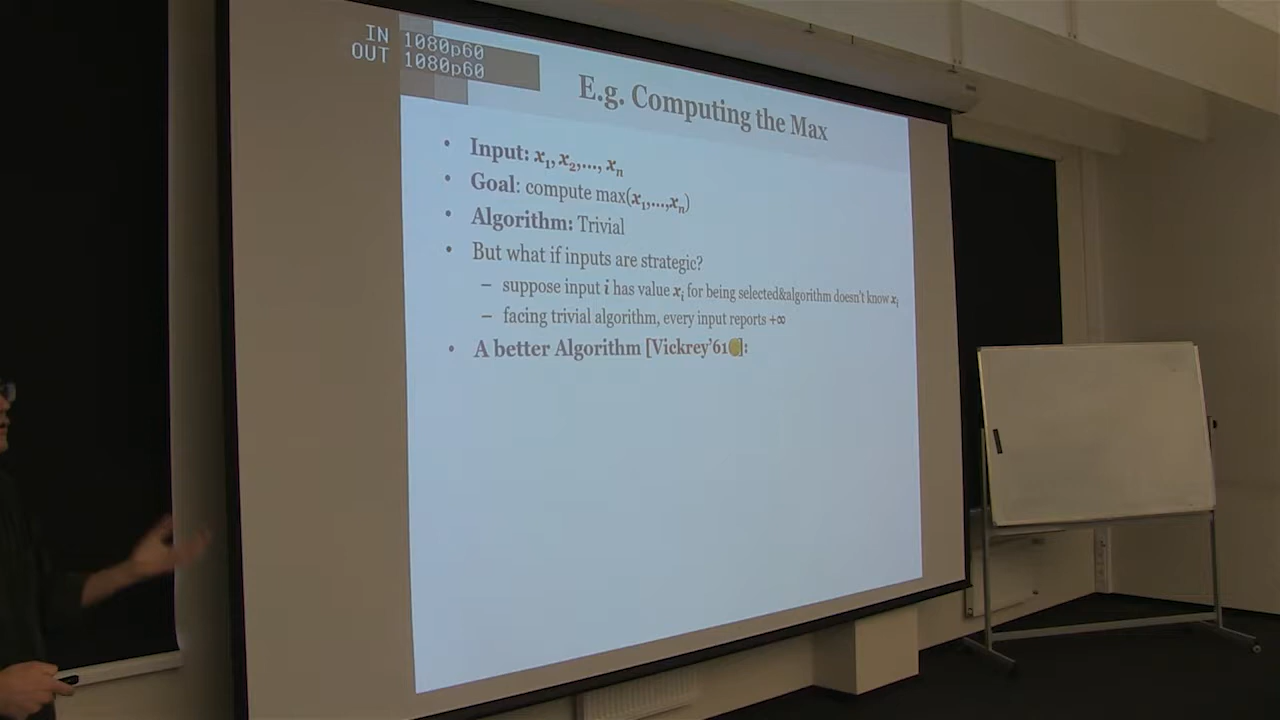 IN 1080p60
OUT 1080p60
E.g. Computing the Max
• Input: x₁, x₂,..., xₙ
• Goal: compute max(x₁,...,xₙ)
• Algorithm: Trivial
• But what if inputs are strategic?
– suppose input i has value xᵢ for being selected&algorithm doesn't know xᵢ
– facing trivial algorithm, every input reports +∞
• A better Algorithm [Vickrey'61]: